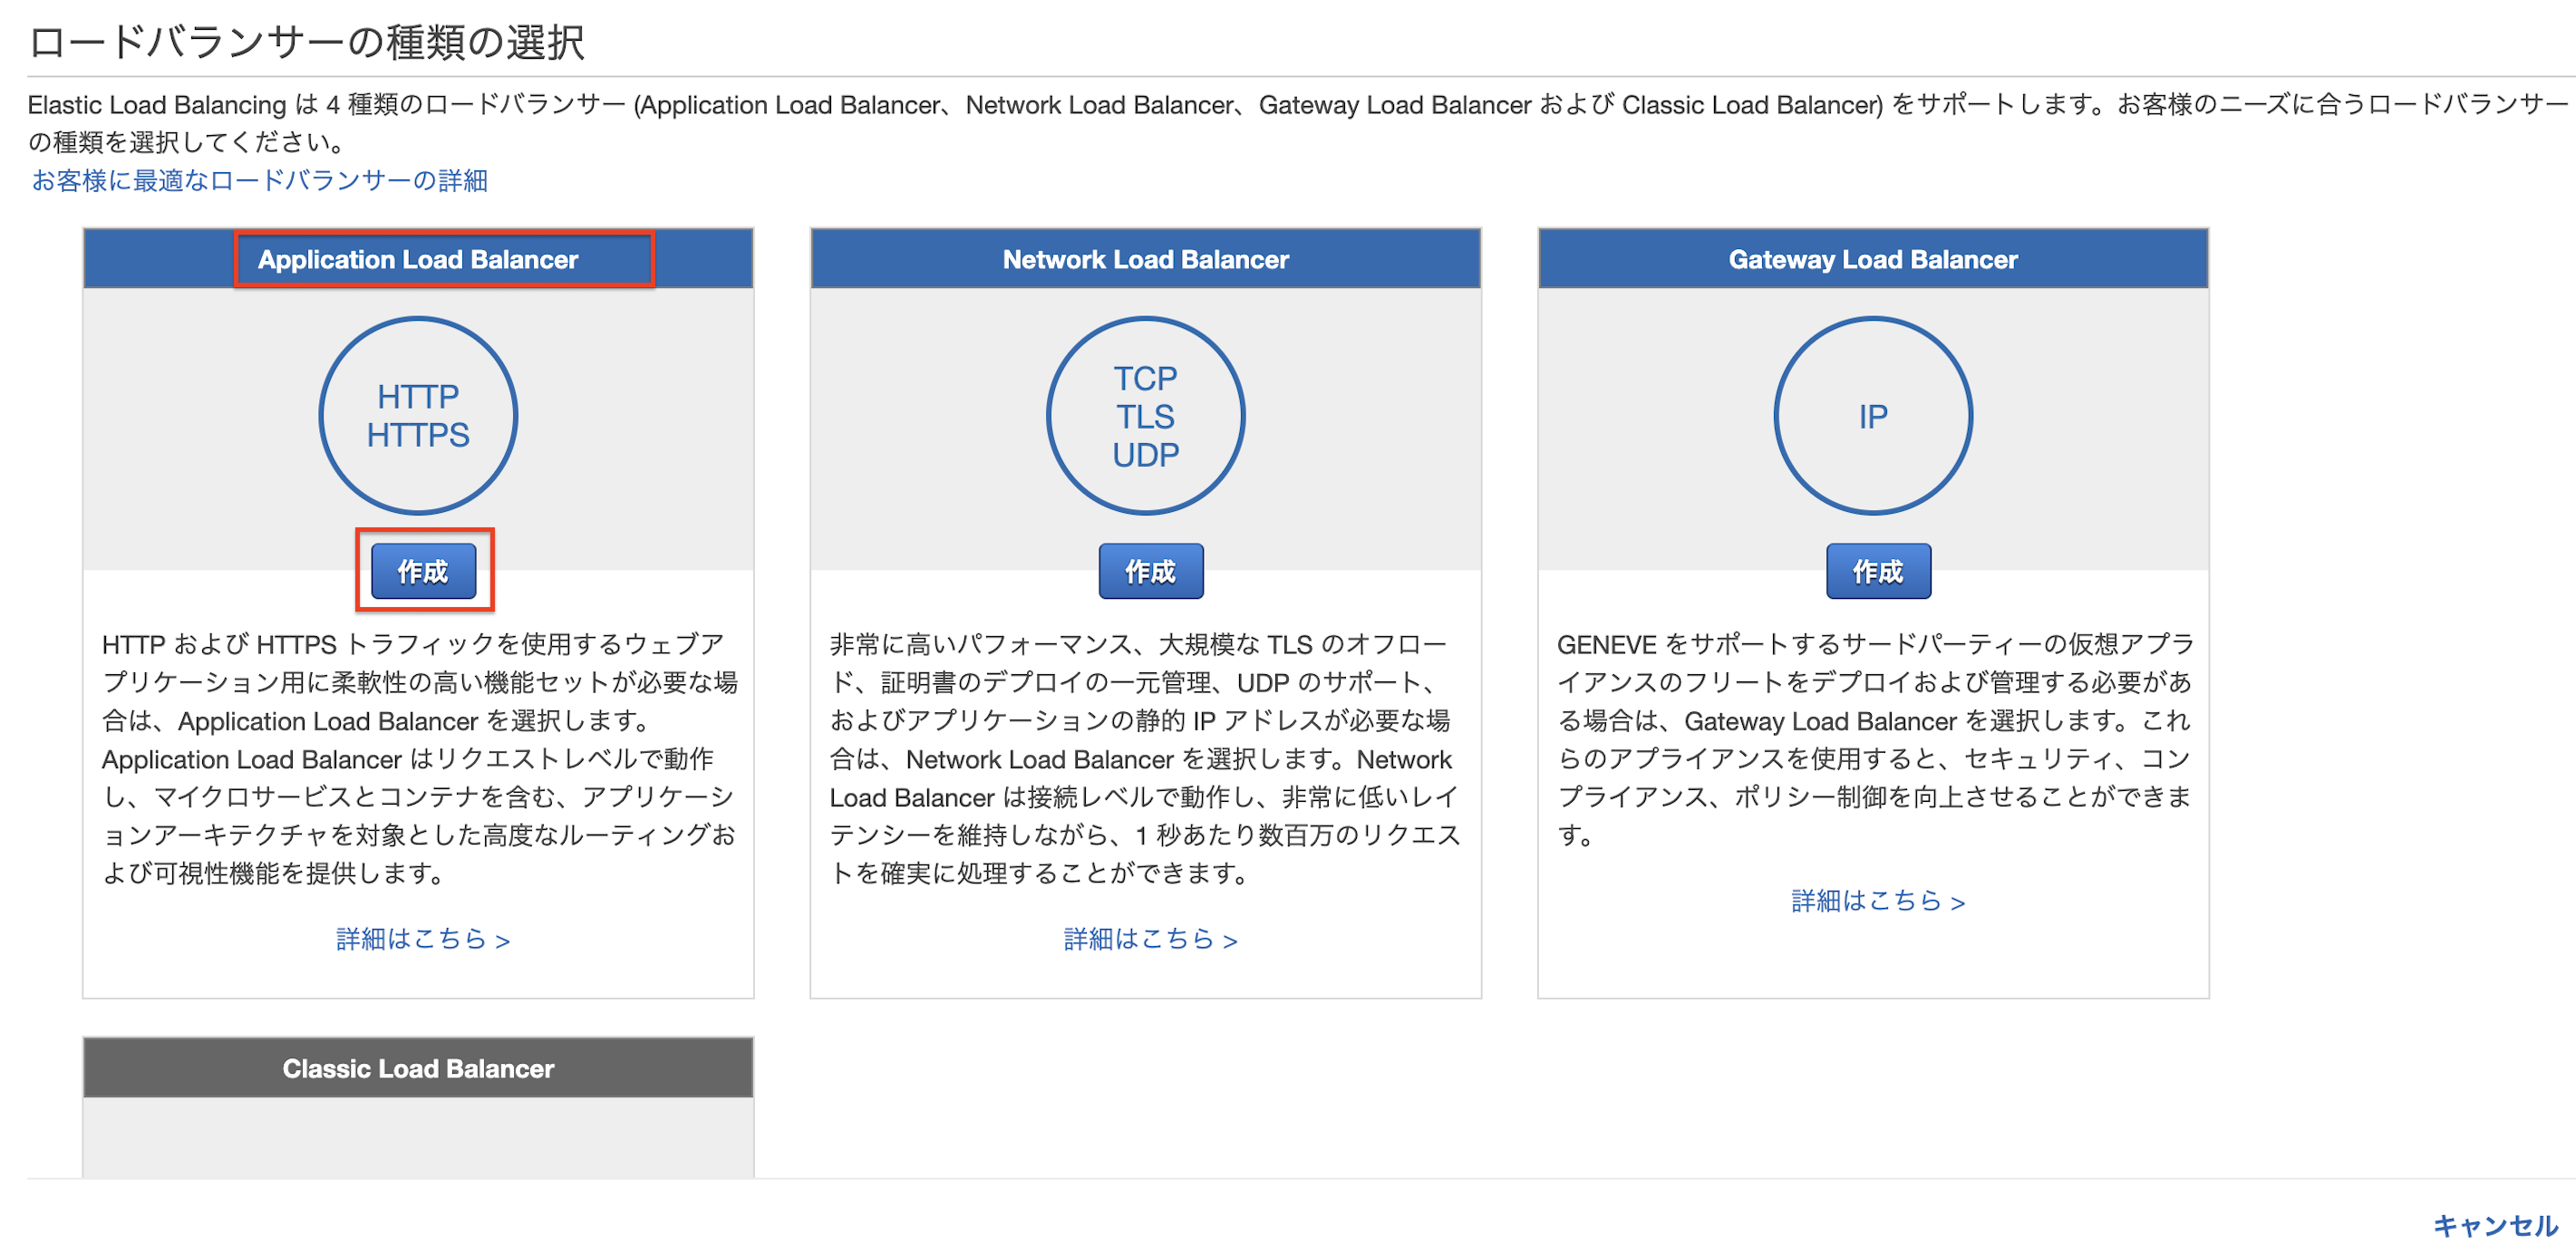 ロードバランサーの種類の選択
Elastic Load Balancing は 4 種類のロードバランサー (Application Load Balancer、Network Load Balancer、Gateway Load Balancer および Classic Load Balancer) をサポートします。お客様のニーズに合うロードバランサー
の種類を選択してください。
お客様に最適なロードバランサーの詳細
Application Load Balancer
HTTP
HTTPS
作成
HTTP および HTTPS トラフィックを使用するウェブア
プリケーション用に柔軟性の高い機能セットが必要な場
合は、Application Load Balancer を選択します。
Application Load Balancer はリクエストレベルで動作
し、マイクロサービスとコンテナを含む、アプリケーシ
ョンアーキテクチャを対象とした高度なルーティングお
よび可視性機能を提供します。
詳細はこちら >
Network Load Balancer
TCP
TLS
UDP
作成
非常に高いパフォーマンス、大規模な TLS のオフロー
ド、証明書のデプロイの一元管理、UDP のサポート、
およびアプリケーションの静的 IP アドレスが必要な場
合は、Network Load Balancer を選択します。Network
Load Balancer は接続レベルで動作し、非常に低いレイ
テンシーを維持しながら、1 秒あたり数百万のリクエス
トを確実に処理することができます。
詳細はこちら >
Gateway Load Balancer
IP
作成
GENEVE をサポートするサードパーティーの仮想アプラ
イアンスのフリートをデプロイおよび管理する必要があ
る場合は、Gateway Load Balancer を選択します。これ
らのアプライアンスを使用すると、セキュリティ、コン
プライアンス、ポリシー制御を向上させることができま
す。
詳細はこちら >
Classic Load Balancer
キャンセル